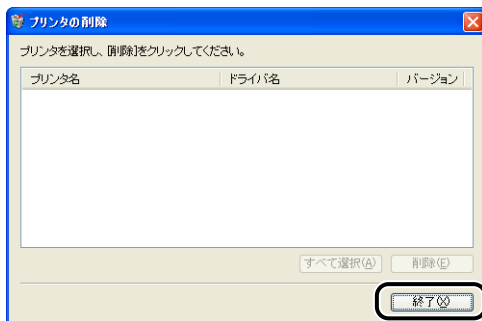 プリンタの削除
プリンタを選択し、[削除]をクリックしてください。
プリンタ名 ドライバ名 バージョン
すべて選択(A) 削除(E)
終了(X)